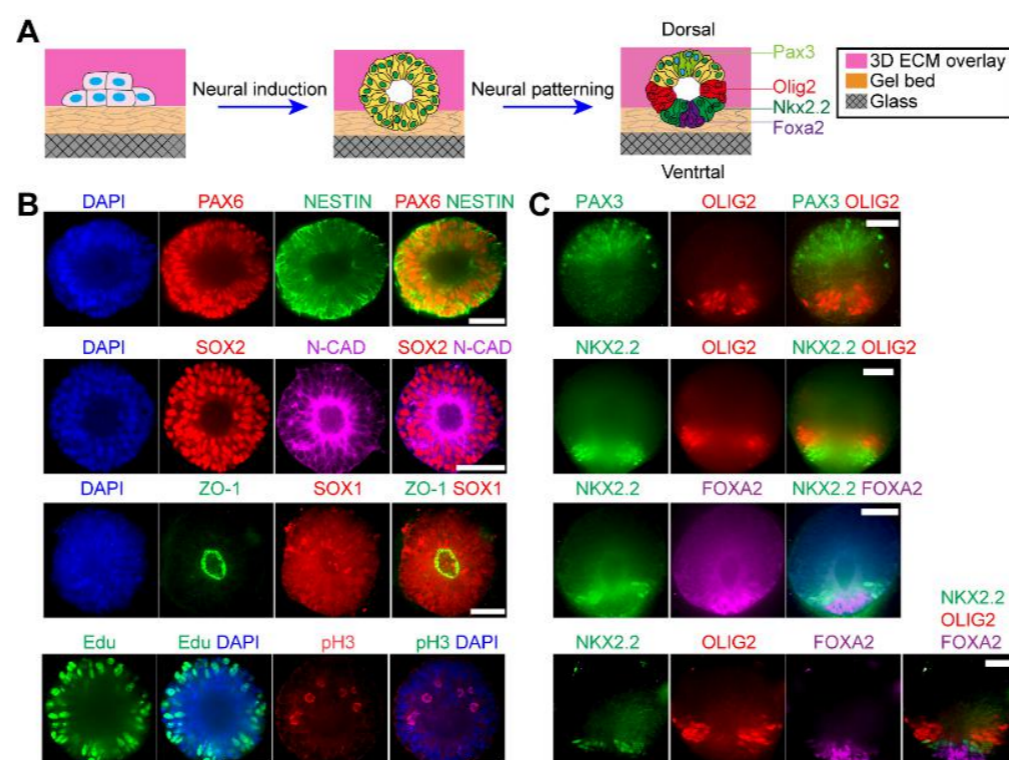 A
Neural induction
Neural patterning
Dorsal
Pax3
Olig2
Nkx2.2
Foxa2
Ventrtal
3D ECM overlay
Gel bed
Glass
B
DAPI PAX6 NESTIN PAX6 NESTIN
DAPI SOX2 N-CAD SOX2 N-CAD
DAPI ZO-1 SOX1 ZO-1 SOX1
Edu Edu DAPI pH3 pH3 DAPI
C
PAX3 OLIG2 PAX3 OLIG2
NKX2.2 OLIG2 NKX2.2 OLIG2
NKX2.2 FOXA2 NKX2.2 FOXA2
NKX2.2
OLIG2
NKX2.2 OLIG2 FOXA2 FOXA2